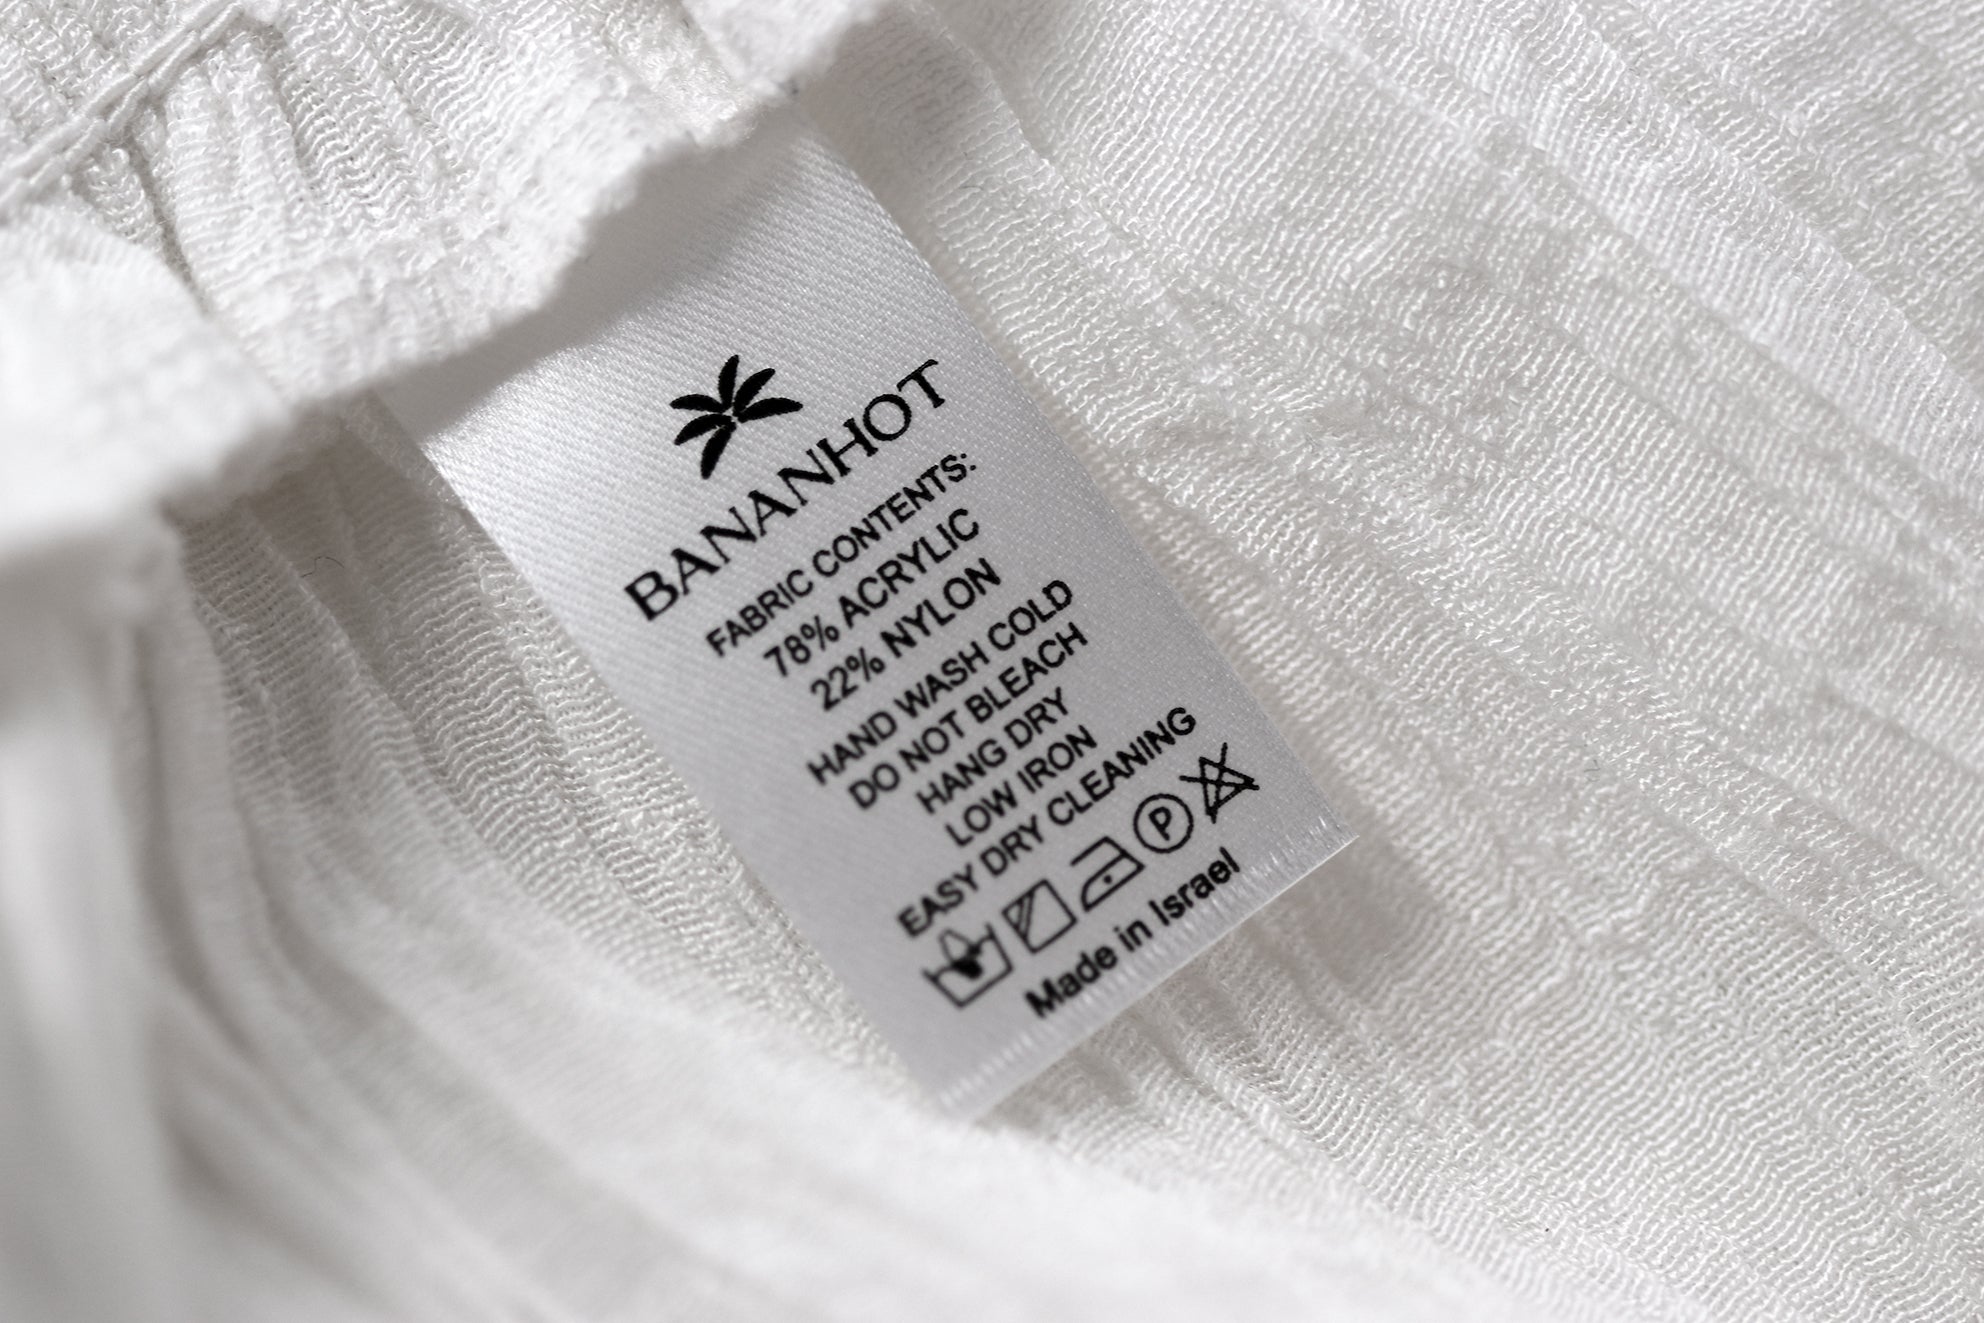 BANANHOT
FABRIC CONTENTS:
78% ACRYLIC
22% NYLON
HAND WASH COLD
DO NOT BLEACH
HANG DRY
LOW IRON
EASY DRY CLEANING
P
Made in Israel